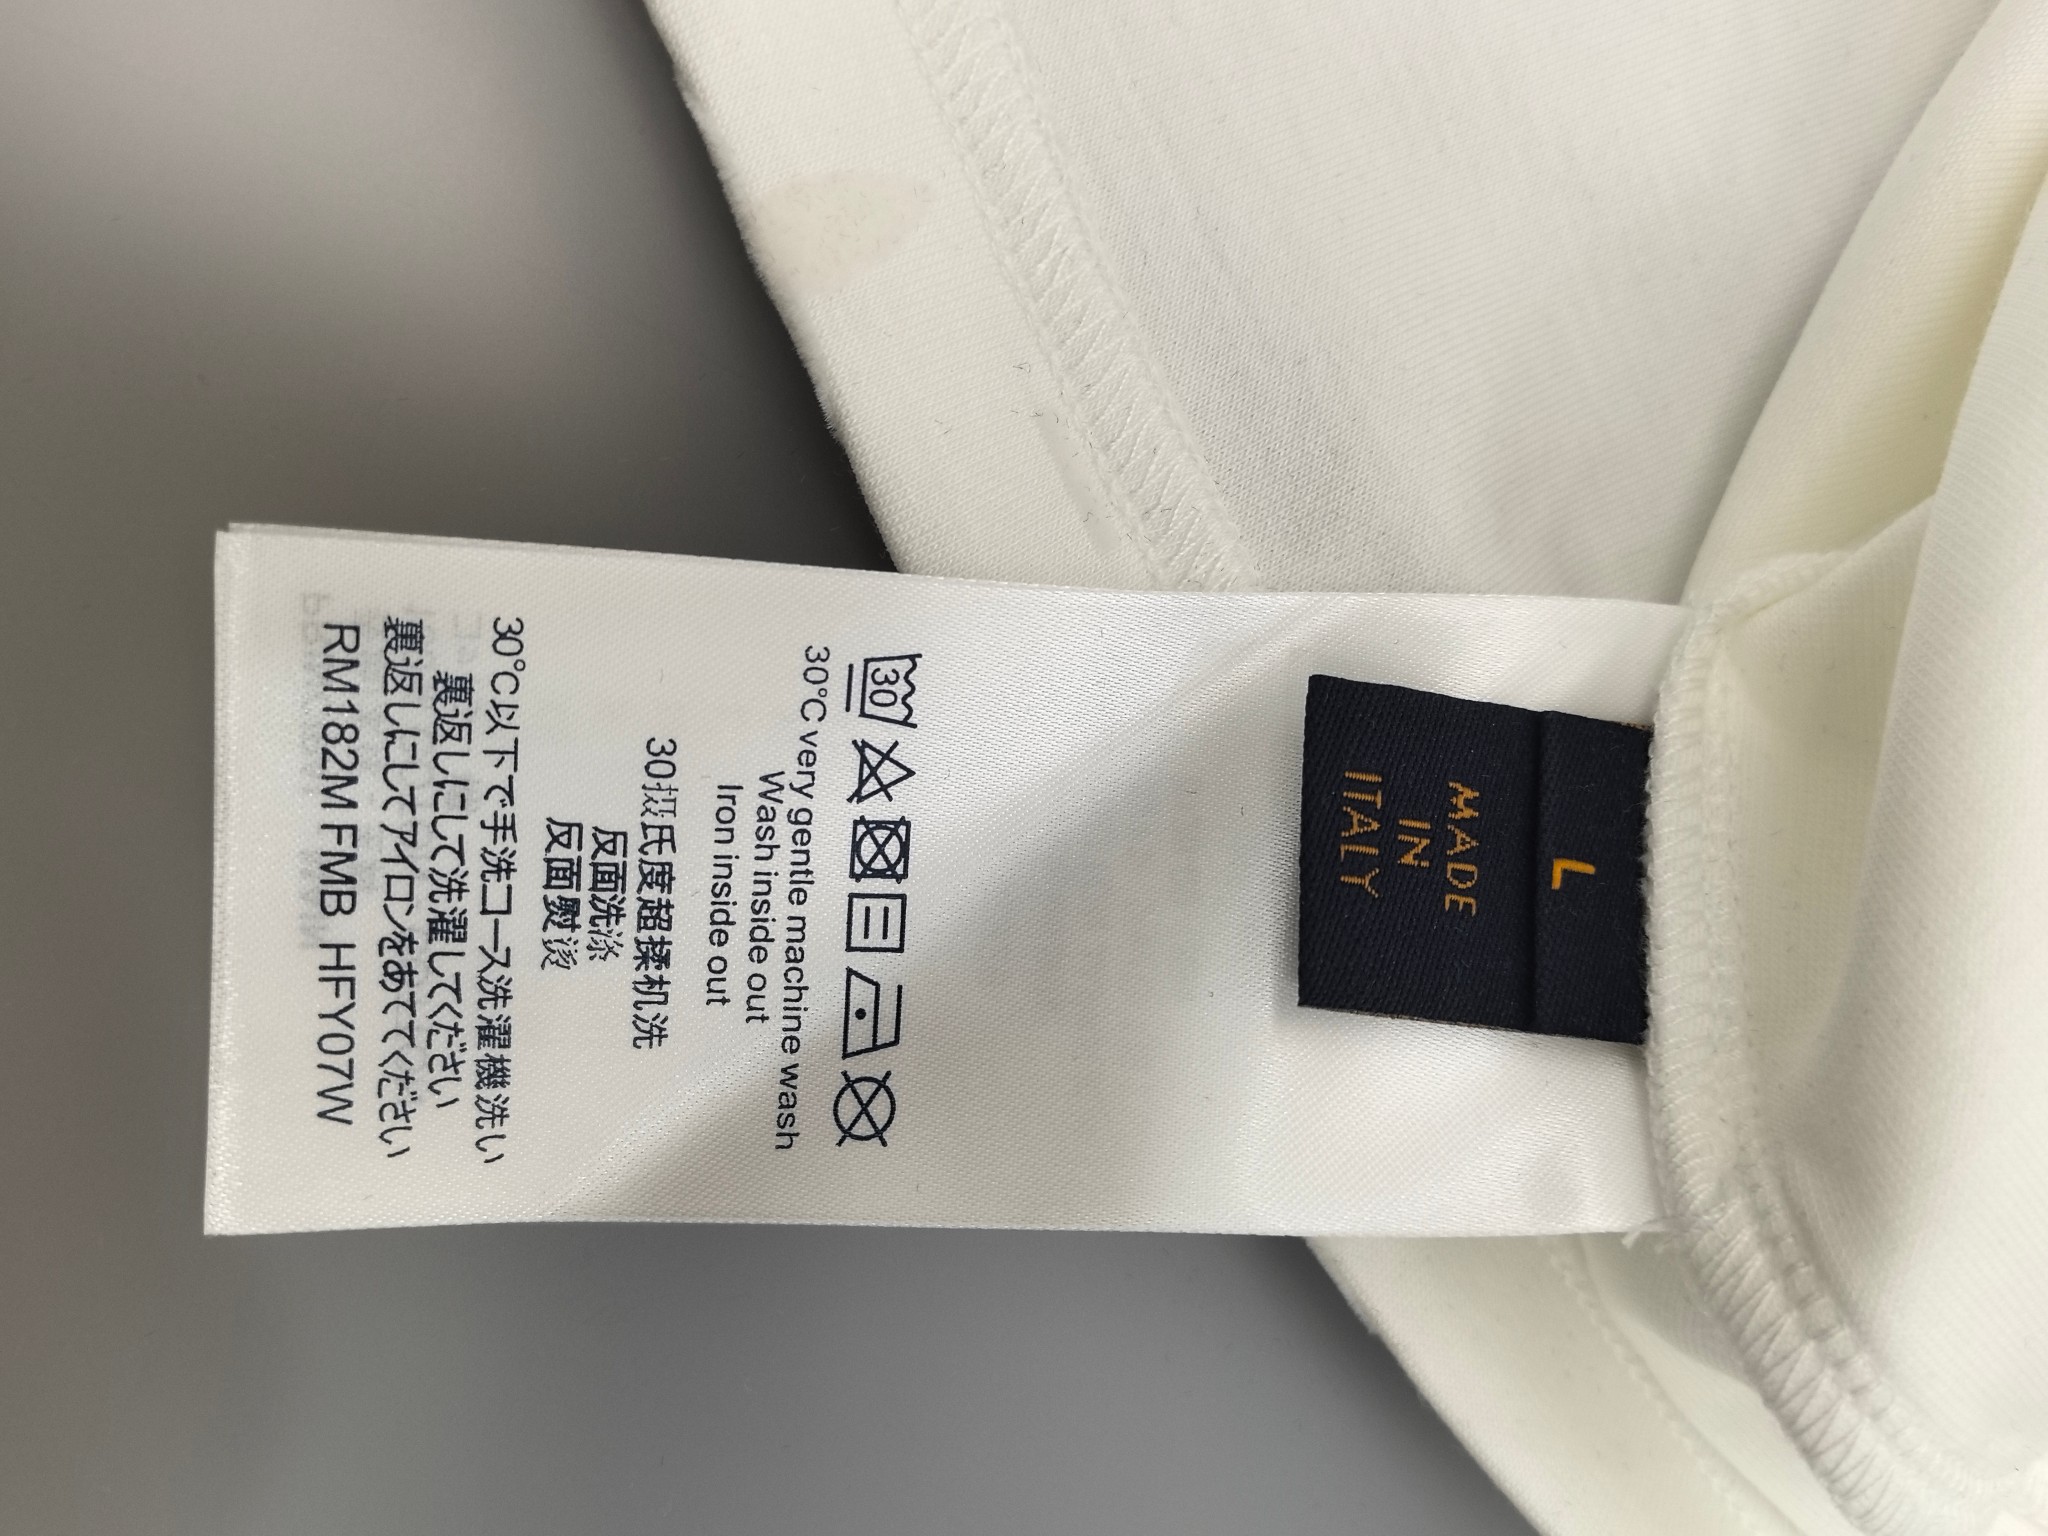 L
MADE
IN
ITALY
30
30°C very gentle machine wash
Wash inside out
Iron inside out
30摄氏度超揉机洗
反面洗涤
反面熨烫
30℃以下で手洗コース洗濯機洗い
裏返しにして洗濯してください
裏返しにしてアイロンをあててください
RM182M FMB HFY07W